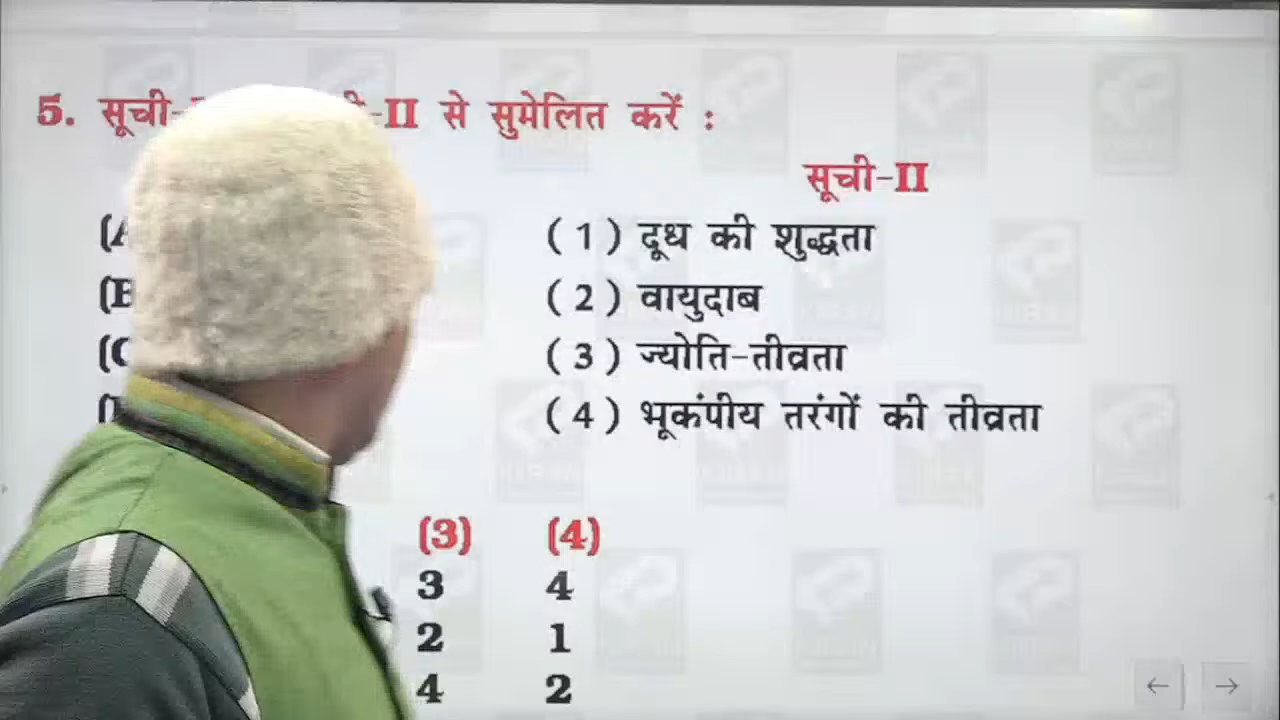 5. सूची- -II से सुमेलित करें :
सूची-II
(1) दूध की शुद्धता
(2) वायुदाब
(3) ज्योति-तीव्रता
(4) भूकंपीय तरंगों की तीव्रता
(3) (4)
3 4
2 1
4 2